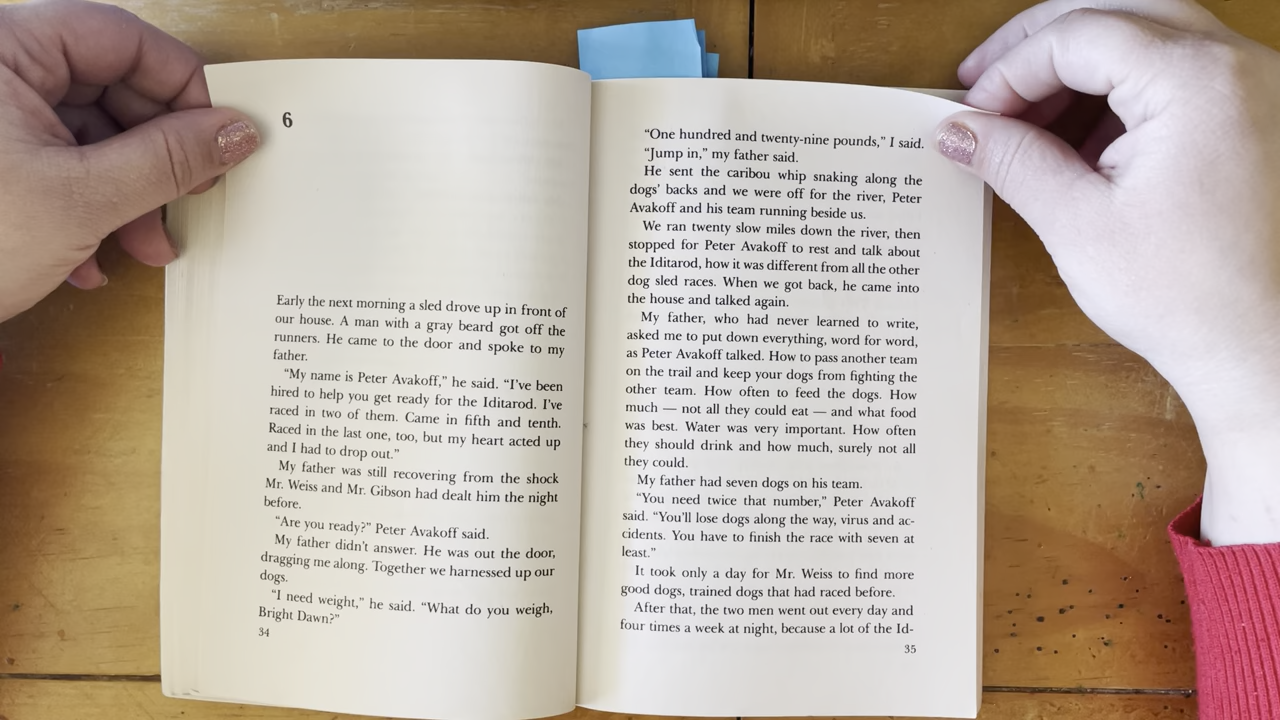 6
Early the next morning a sled drove up in front of
our house. A man with a gray beard got off the
runners. He came to the door and spoke to my
father.
“My name is Peter Avakoff,” he said. “I’ve been
hired to help you get ready for the Iditarod. I’ve
raced in two of them. Came in fifth and tenth.
Raced in the last one, too, but my heart acted up
and I had to drop out.”
My father was still recovering from the shock
Mr. Weiss and Mr. Gibson had dealt him the night
before.
“Are you ready?” Peter Avakoff said.
My father didn’t answer. He was out the door,
dragging me along. Together we harnessed up our
dogs.
“I need weight,” he said. “What do you weigh,
Bright Dawn?”
34
“One hundred and twenty-nine pounds,” I said.
“Jump in,” my father said.
He sent the caribou whip snaking along the
dogs’ backs and we were off for the river, Peter
Avakoff and his team running beside us.
We ran twenty slow miles down the river, then
stopped for Peter Avakoff to rest and talk about
the Iditarod, how it was different from all the other
dog sled races. When we got back, he came into
the house and talked again.
My father, who had never learned to write,
asked me to put down everything, word for word,
as Peter Avakoff talked. How to pass another team
on the trail and keep your dogs from fighting the
other team. How often to feed the dogs. How
much — not all they could eat — and what food
was best. Water was very important. How often
they should drink and how much, surely not all
they could.
My father had seven dogs on his team.
“You need twice that number,” Peter Avakoff
said. “You’ll lose dogs along the way, virus and ac-
cidents. You have to finish the race with seven at
least.”
It took only a day for Mr. Weiss to find more
good dogs, trained dogs that had raced before.
After that, the two men went out every day and
four times a week at night, because a lot of the Id-
35